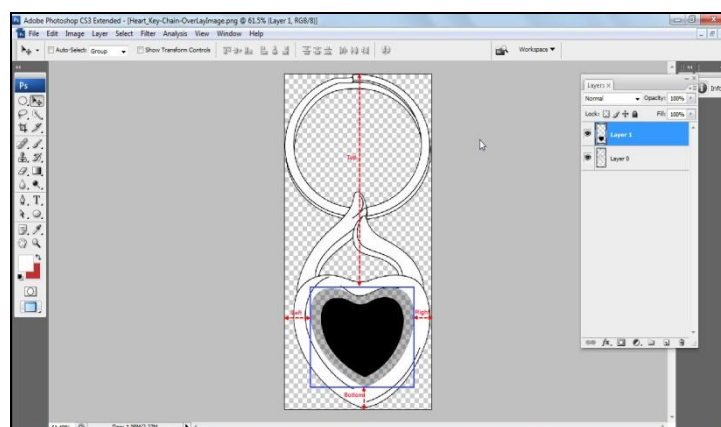 Adobe Photoshop CS3 Extended - [Heart_Key-Chain-OverLayImage.png @ 61.5% (Layer 1, RGB/8)]
File Edit Image Layer Select Filter Analysis View Window Help
Auto-Select: Group Show Transform Controls Workspace
Ps
Layers
Info
Normal Opacity: 100%
Lock: Fill: 100%
Layer 1
Layer 0
Top
Left Right
Bottom